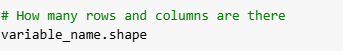 # How many rows and columns are there
variable_name.shape